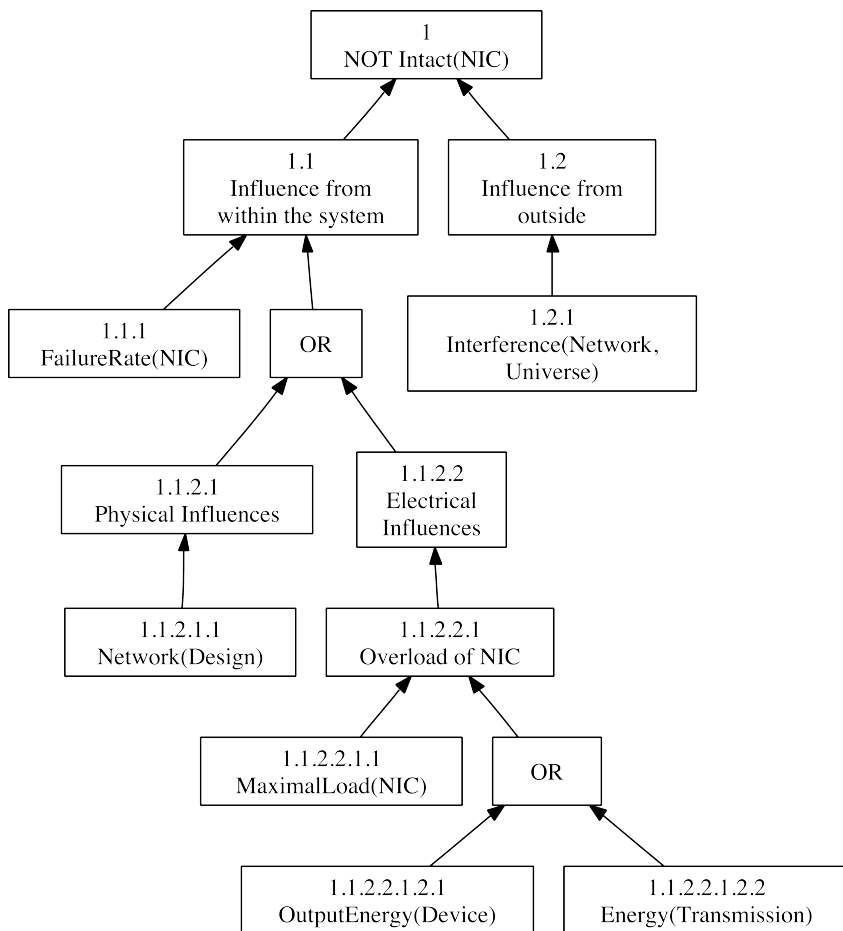 1
NOT Intact(NIC)
1.1
Influence from
within the system
1.2
Influence from
outside
1.1.1
FailureRate(NIC)
OR
1.2.1
Interference(Network,
Universe)
1.1.2.1
Physical Influences
1.1.2.2
Electrical
Influences
1.1.2.1.1
Network(Design)
1.1.2.2.1
Overload of NIC
1.1.2.2.1.1
MaximalLoad(NIC)
OR
1.1.2.2.1.2.1
OutputEnergy(Device)
1.1.2.2.1.2.2
Energy(Transmission)